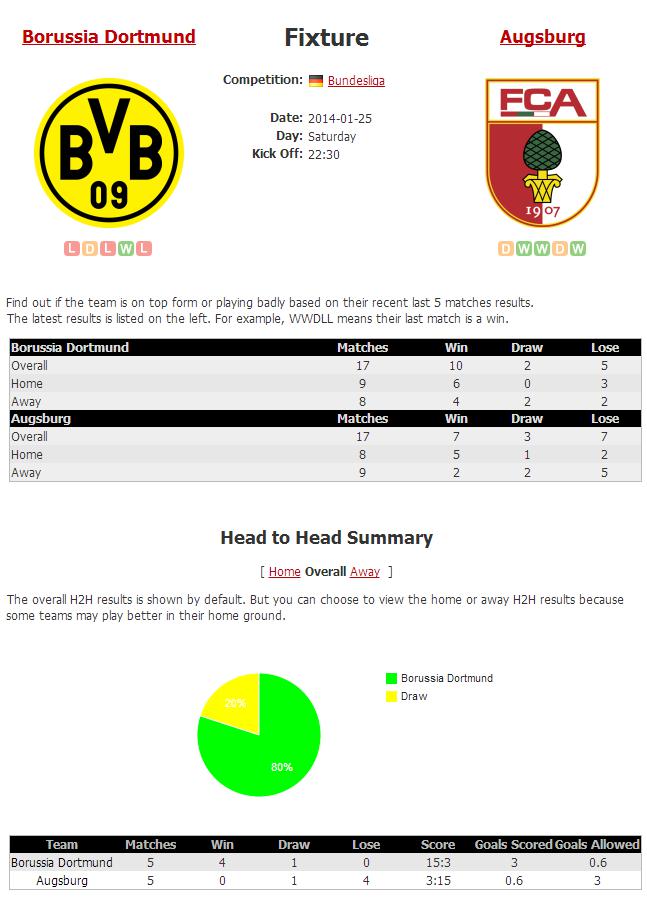 Borussia Dortmund Fixture Augsburg
Competition: Bundesliga
BVB
09
FCA
1907
Date: 2014-01-25
Day: Saturday
Kick Off: 22:30
L D L W L D W W D W
Find out if the team is on top form or playing badly based on their recent last 5 matches results.
The latest results is listed on the left. For example, WWDLL means their last match is a win.
Borussia Dortmund Matches Win Draw Lose
Overall 17 10 2 5
Home 9 6 0 3
Away 8 4 2 2
Augsburg Matches Win Draw Lose
Overall 17 7 3 7
Home 8 5 1 2
Away 9 2 2 5
Head to Head Summary
[ Home Overall Away ]
The overall H2H results is shown by default. But you can choose to view the home or away H2H results because
some teams may play better in their home ground.
Borussia Dortmund
Draw
20%
80%
Team Matches Win Draw Lose Score Goals Scored Goals Allowed
Borussia Dortmund 5 4 1 0 15:3 3 0.6
Augsburg 5 0 1 4 3:15 0.6 3